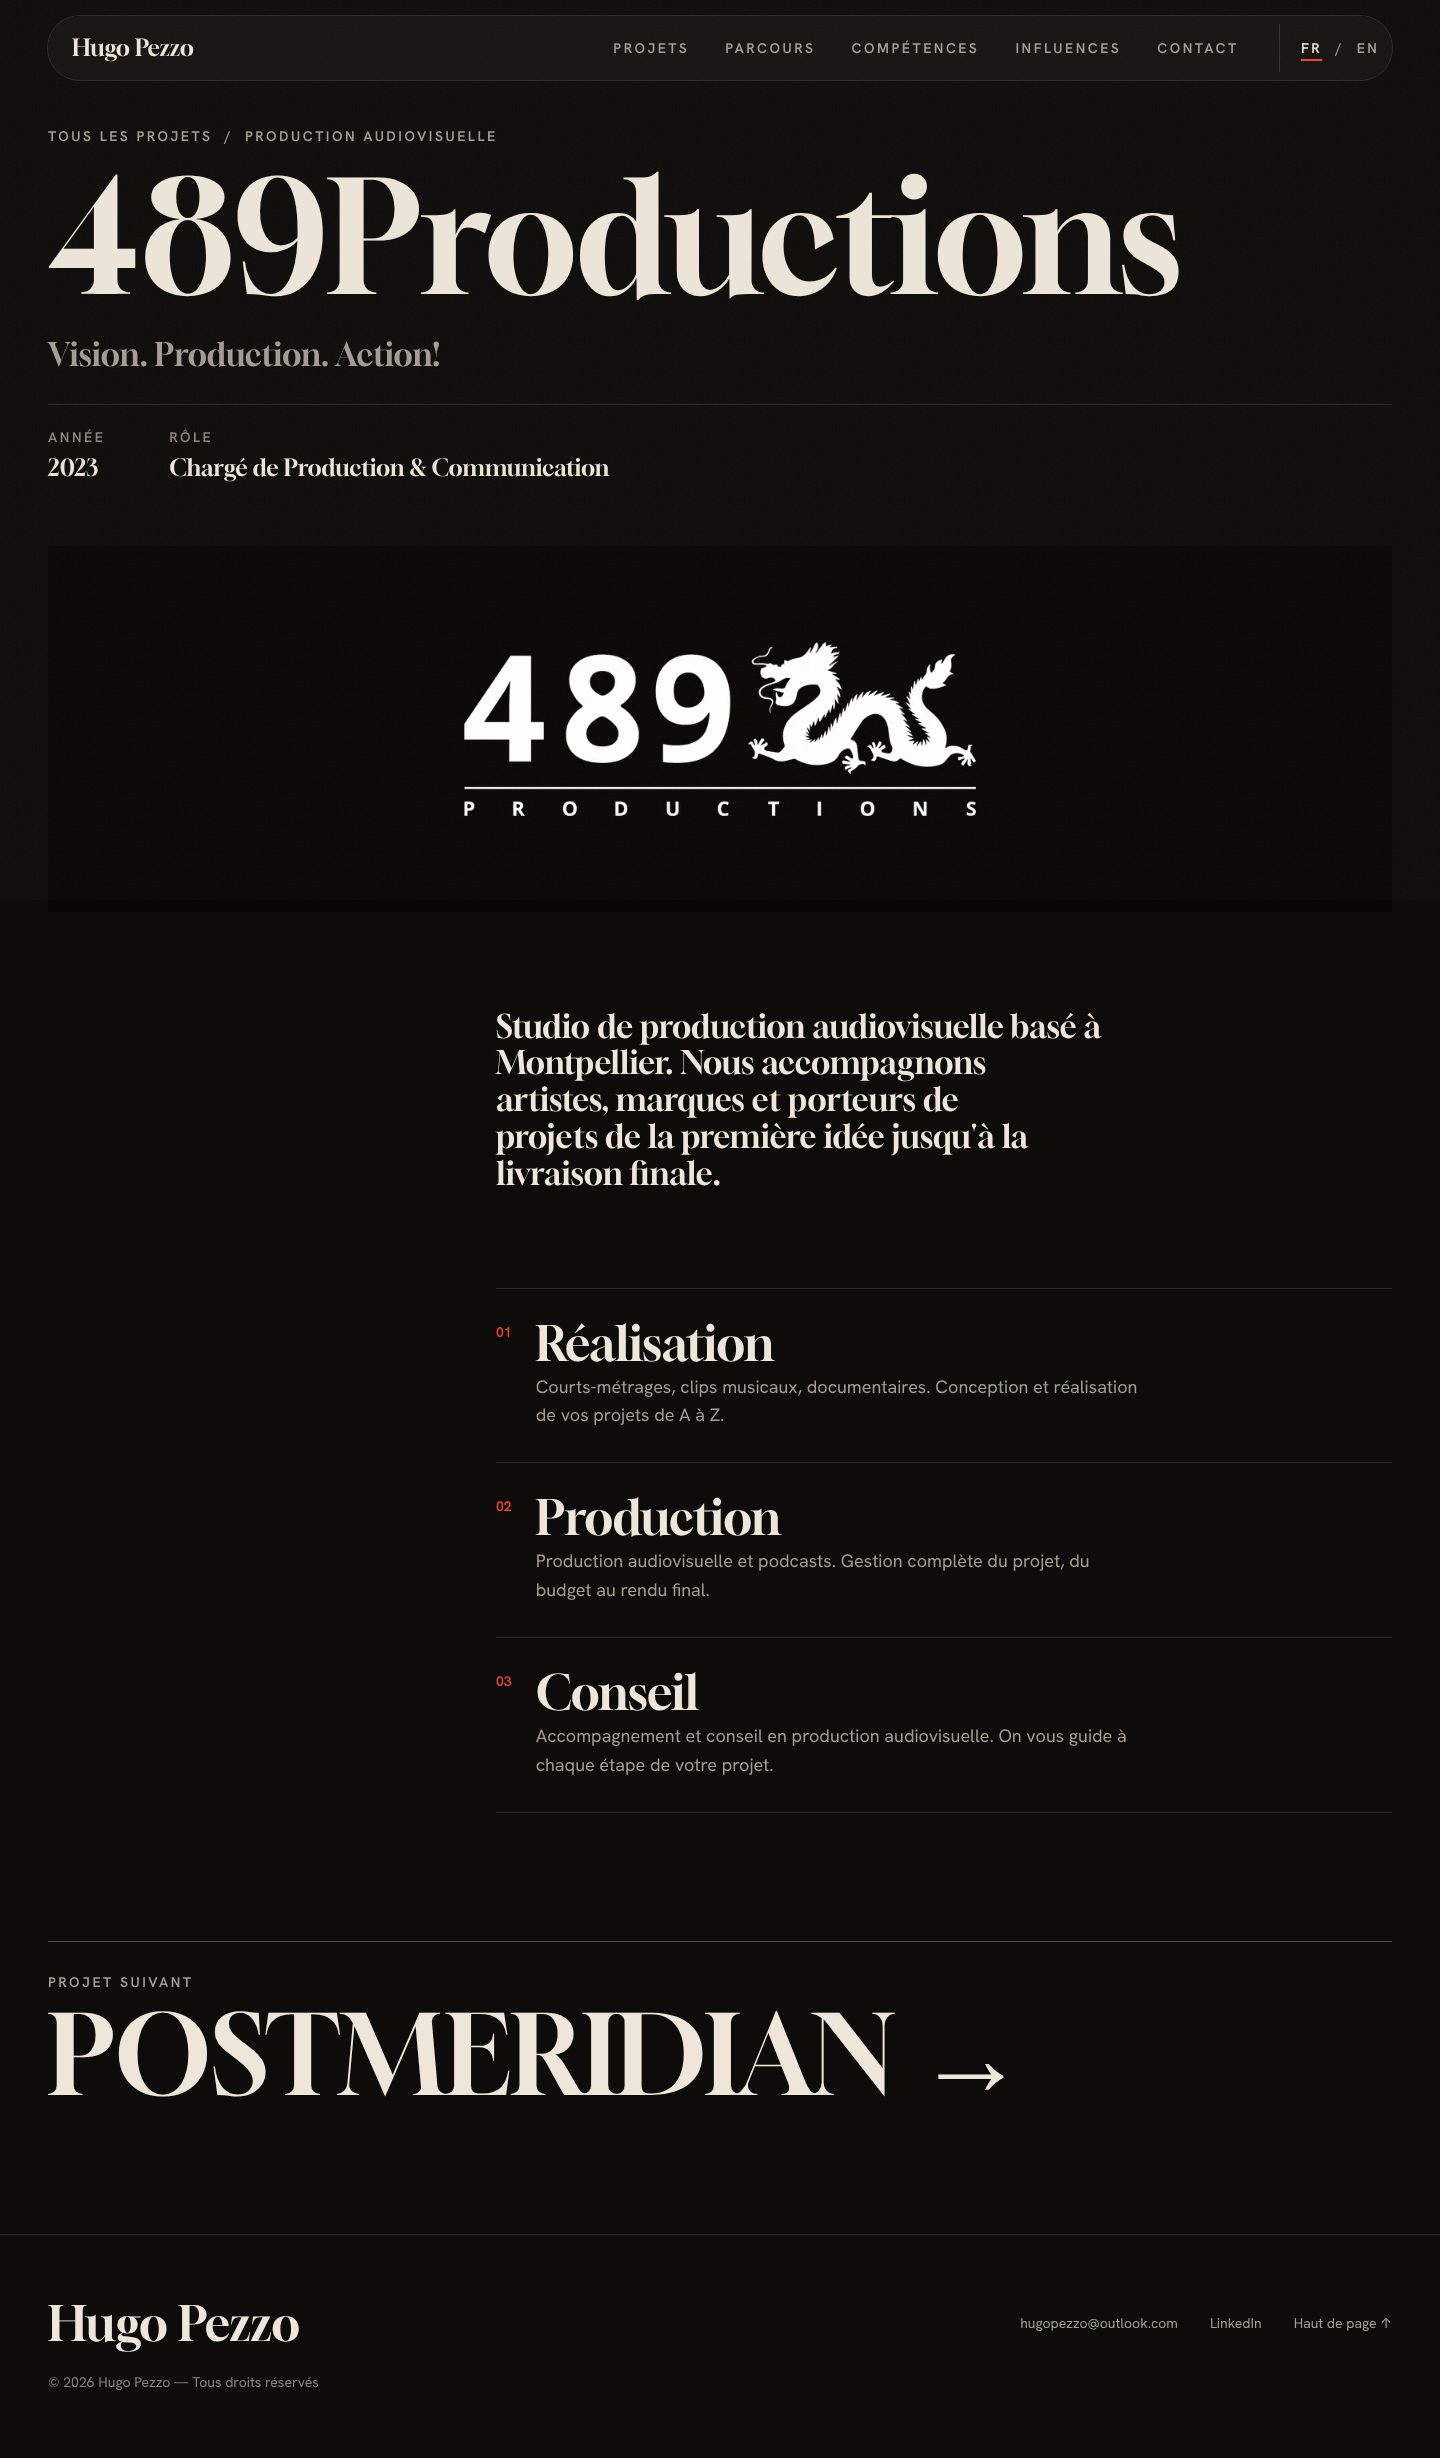 Hugo Pezzo
PROJETS PARCOURS COMPÉTENCES INFLUENCES CONTACT FR / EN
TOUS LES PROJETS / PRODUCTION AUDIOVISUELLE
489Productions
Vision. Production. Action!
ANNÉE
2023
RÔLE
Chargé de Production & Communication
489
PRODUCTIONS
Studio de production audiovisuelle basé à
Montpellier. Nous accompagnons
artistes, marques et porteurs de
projets de la première idée jusqu'à la
livraison finale.
01
Réalisation
Courts-métrages, clips musicaux, documentaires. Conception et réalisation
de vos projets de A à Z.
02
Production
Production audiovisuelle et podcasts. Gestion complète du projet, du
budget au rendu final.
03
Conseil
Accompagnement et conseil en production audiovisuelle. On vous guide à
chaque étape de votre projet.
PROJET SUIVANT
POSTMERIDIAN →
Hugo Pezzo
hugopezzo@outlook.com LinkedIn Haut de page ↑
© 2026 Hugo Pezzo — Tous droits réservés